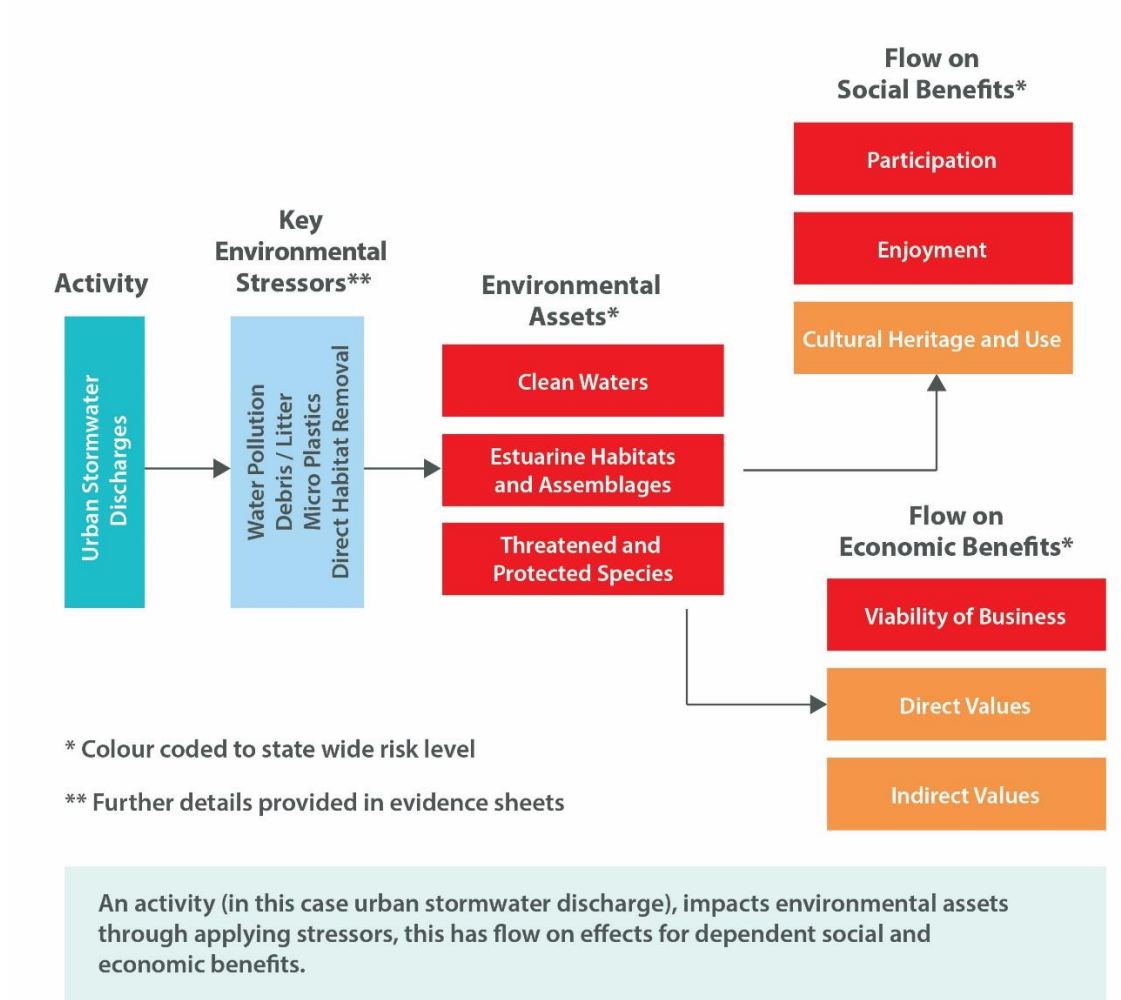 Activity
Urban Stormwater
Discharges
Key
Environmental
Stressors**
Water Pollution
Debris / Litter
Micro Plastics
Direct Habitat Removal
Environmental
Assets*
Clean Waters
Estuarine Habitats
and Assemblages
Threatened and
Protected Species
Flow on
Social Benefits*
Participation
Enjoyment
Cultural Heritage and Use
Flow on
Economic Benefits*
Viability of Business
Direct Values
Indirect Values
* Colour coded to state wide risk level
** Further details provided in evidence sheets
An activity (in this case urban stormwater discharge), impacts environmental assets
through applying stressors, this has flow on effects for dependent social and
economic benefits.